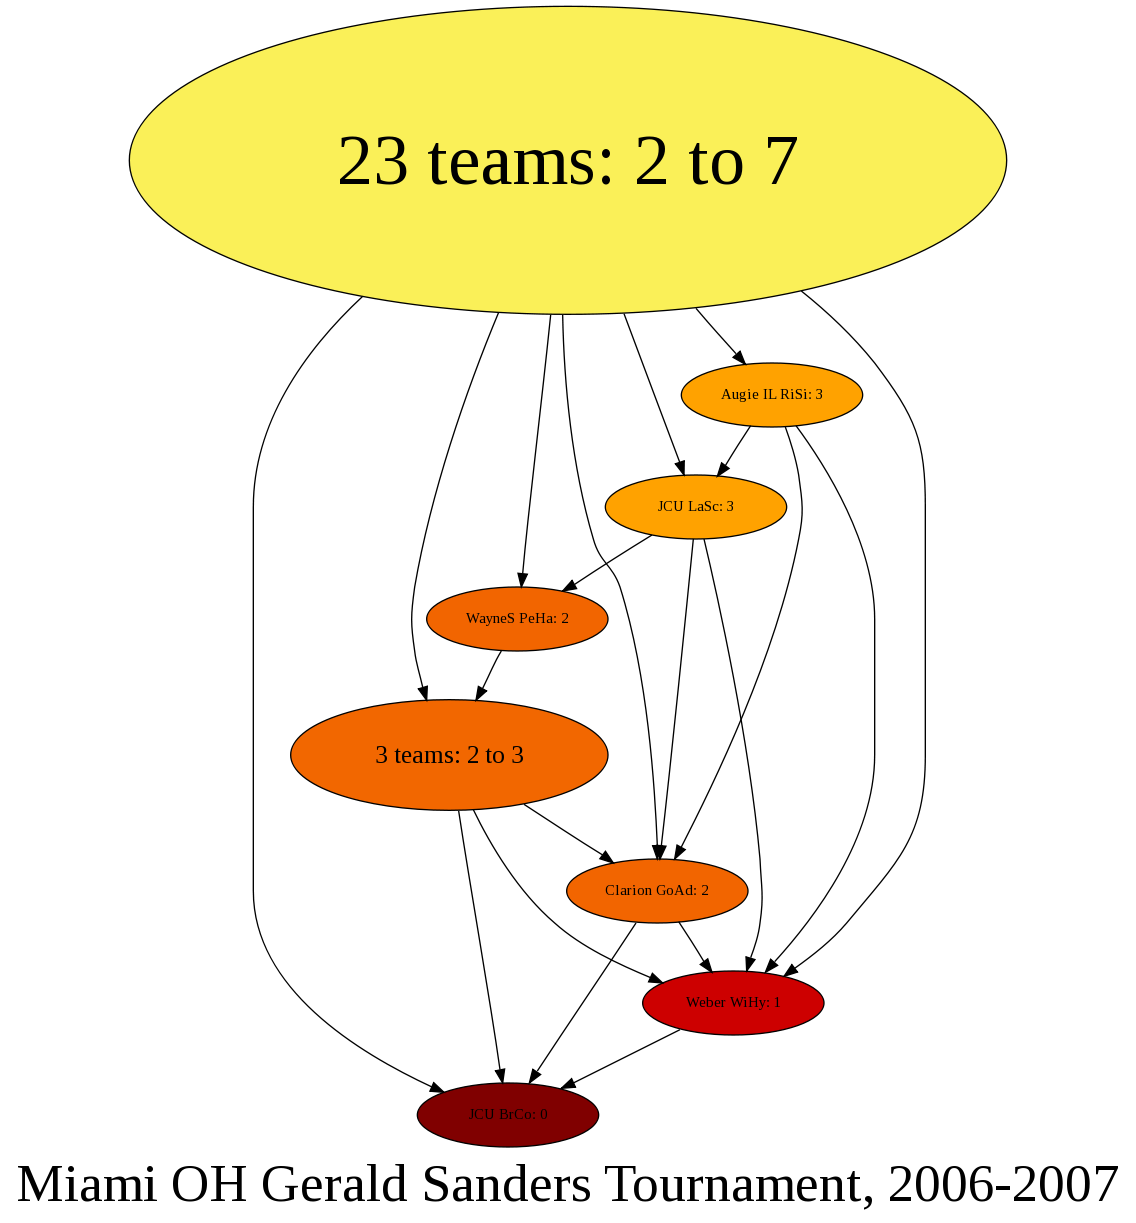 23 teams: 2 to 7
Augie IL RiSi: 3
JCU LaSc: 3
WayneS PeHa: 2
3 teams: 2 to 3
Clarion GoAd: 2
Weber WiHy: 1
JCU BrCo: 0
Miami OH Gerald Sanders Tournament, 2006-2007